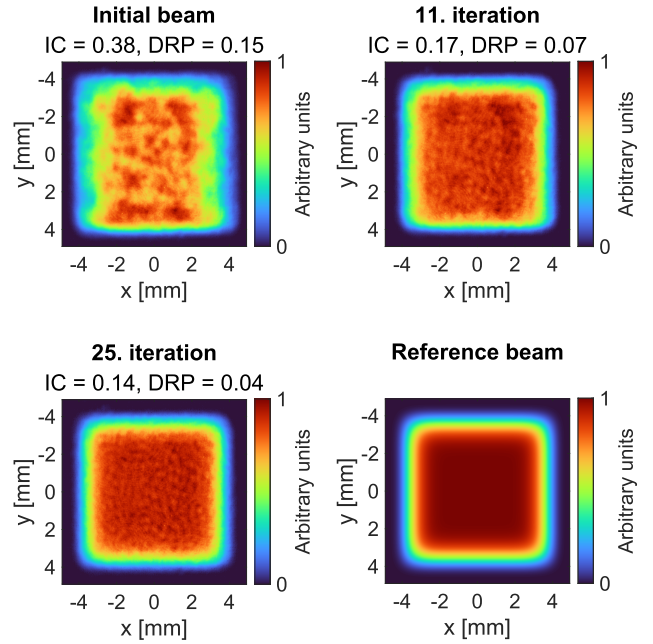 Initial beam
IC = 0.38, DRP = 0.15
-4
-2
0
2
4
y [mm]
-4 -2 0 2 4
x [mm]
1
0
Arbitrary units
11. iteration
IC = 0.17, DRP = 0.07
-4
-2
0
2
4
y [mm]
-4 -2 0 2 4
x [mm]
1
0
Arbitrary units
25. iteration
IC = 0.14, DRP = 0.04
-4
-2
0
2
4
y [mm]
-4 -2 0 2 4
x [mm]
1
0
Arbitrary units
Reference beam
-4
-2
0
2
4
y [mm]
-4 -2 0 2 4
x [mm]
1
0
Arbitrary units